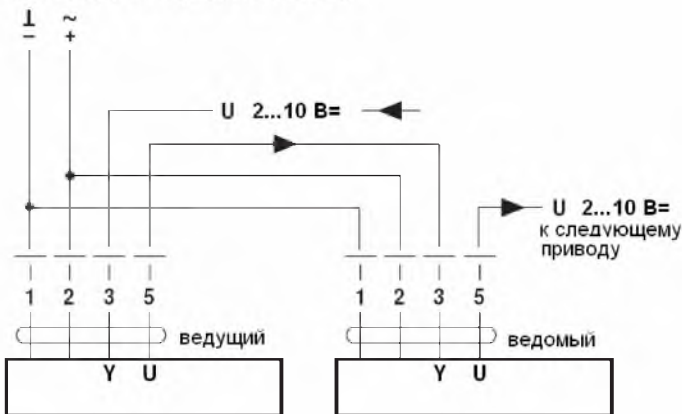 ⊥ ~
− +
U 2...10 В=
U 2...10 В=
к следующему
приводу
1 2 3 5
1 2 3 5
ведущий
ведомый
Y U
Y U